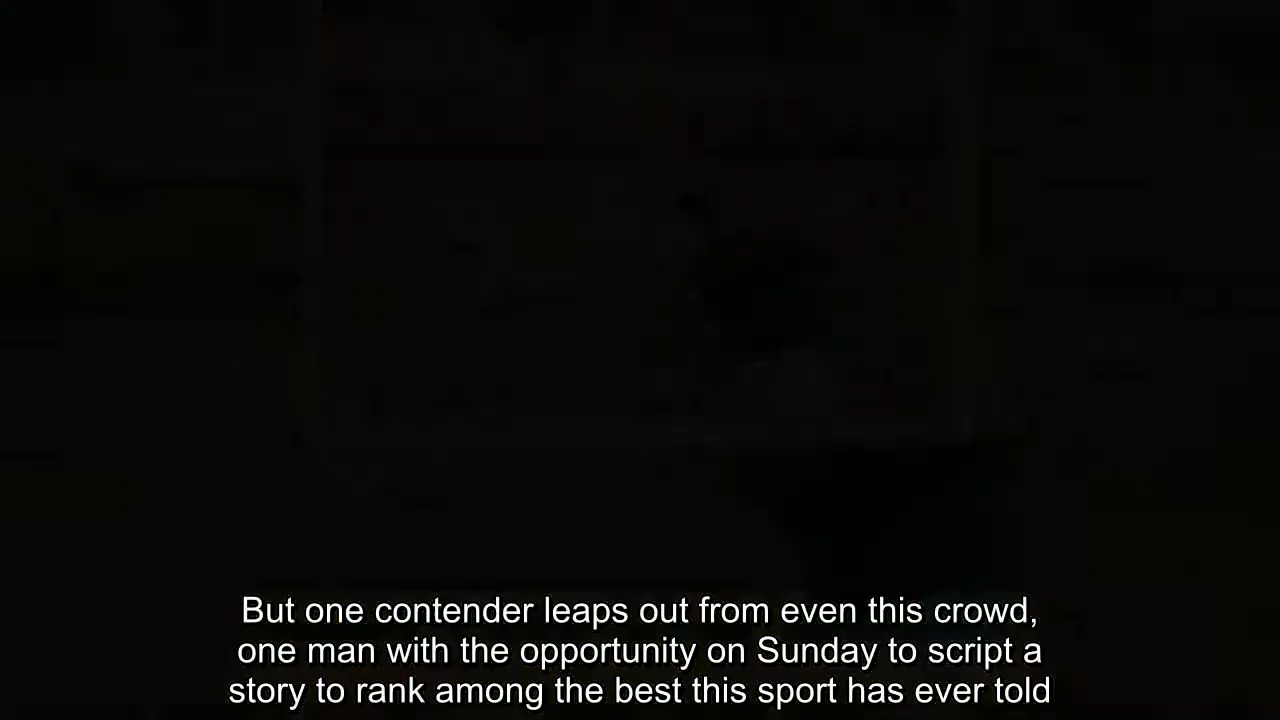 But one contender leaps out from even this crowd,
one man with the opportunity on Sunday to script a
story to rank among the best this sport has ever told